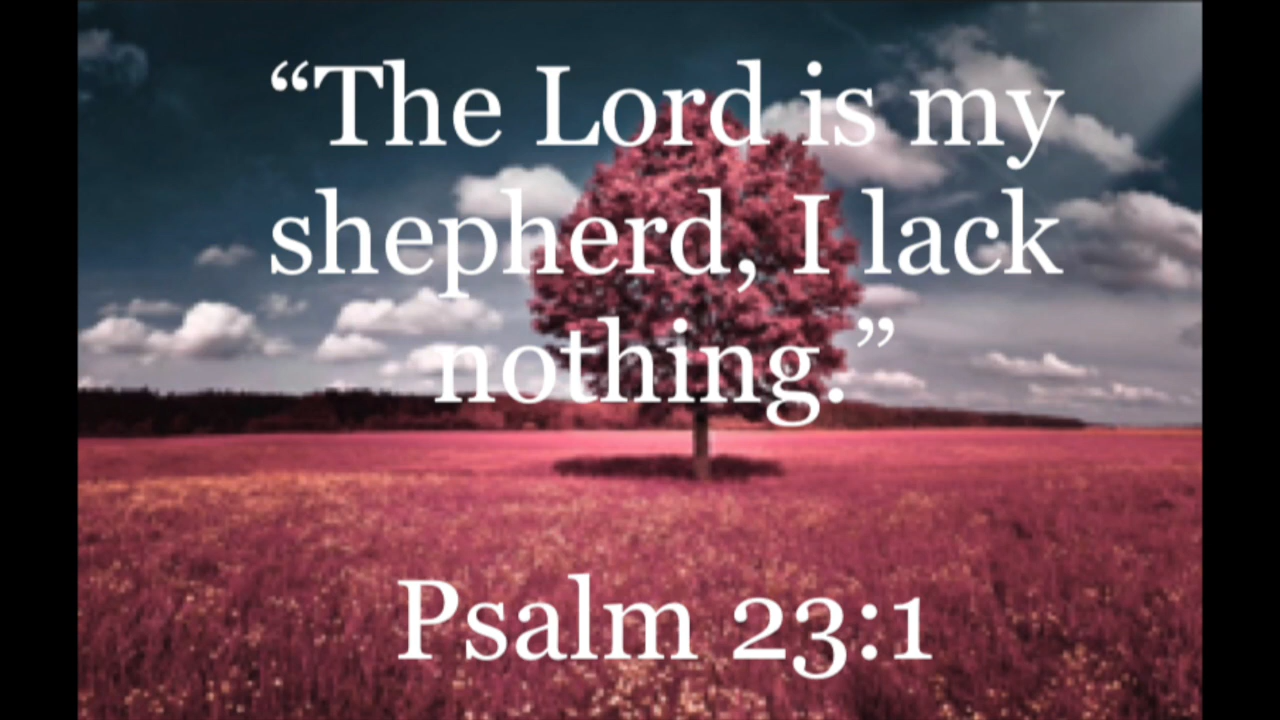 “The Lord is my
shepherd, I lack
nothing.”
Psalm 23:1